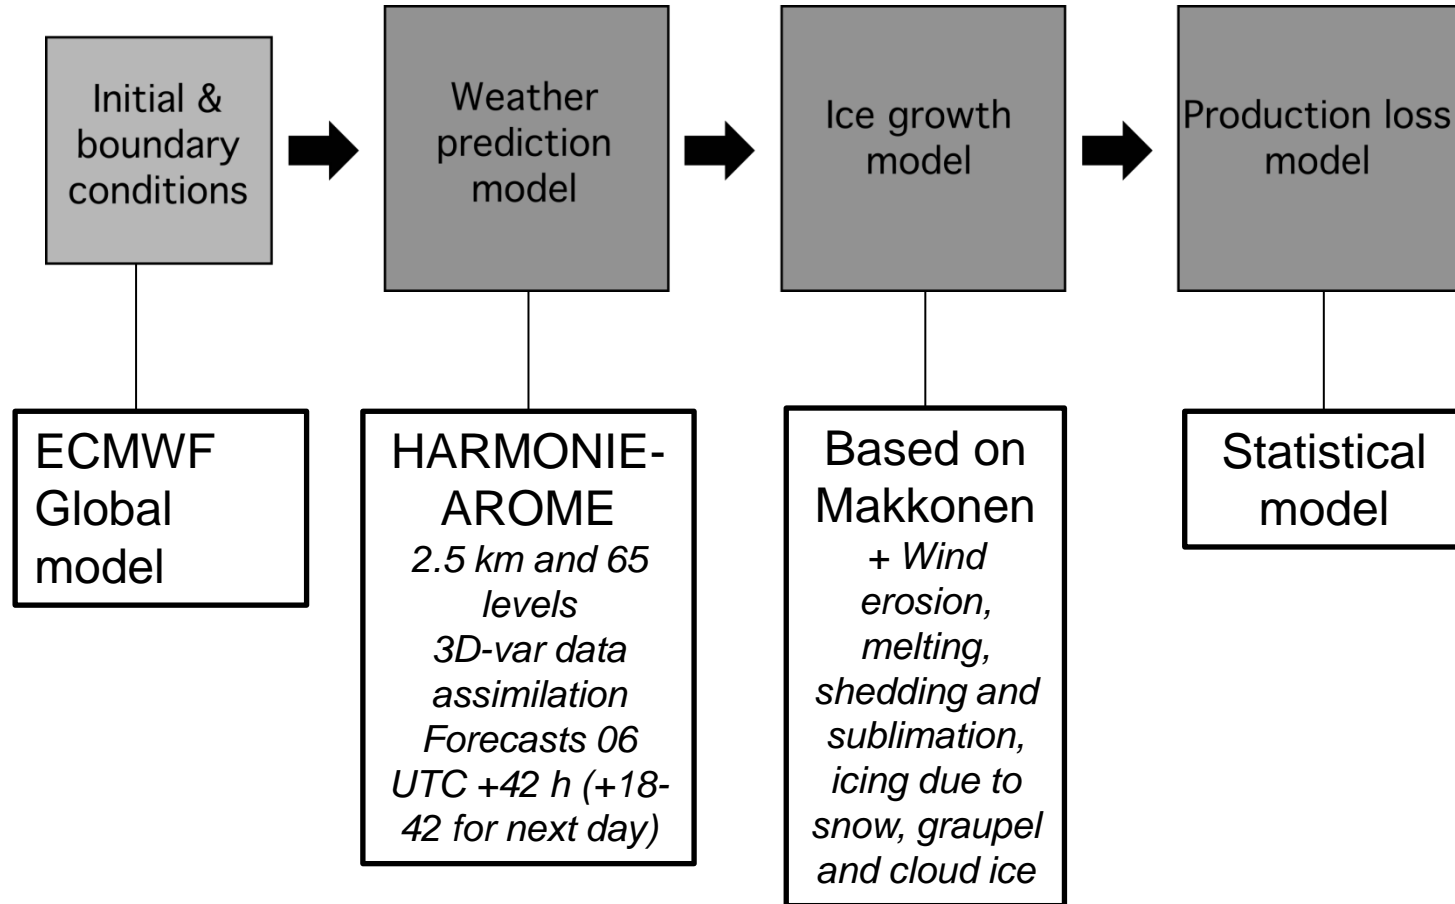 Initial &
boundary
conditions
Weather
prediction
model
Ice growth
model
Production loss
model
ECMWF
Global
model
HARMONIE-
AROME
2.5 km and 65
levels
3D-var data
assimilation
Forecasts 06
UTC +42 h (+18-
42 for next day)
Based on
Makkonen
+ Wind
erosion,
melting,
shedding and
sublimation,
icing due to
snow, graupel
and cloud ice
Statistical
model